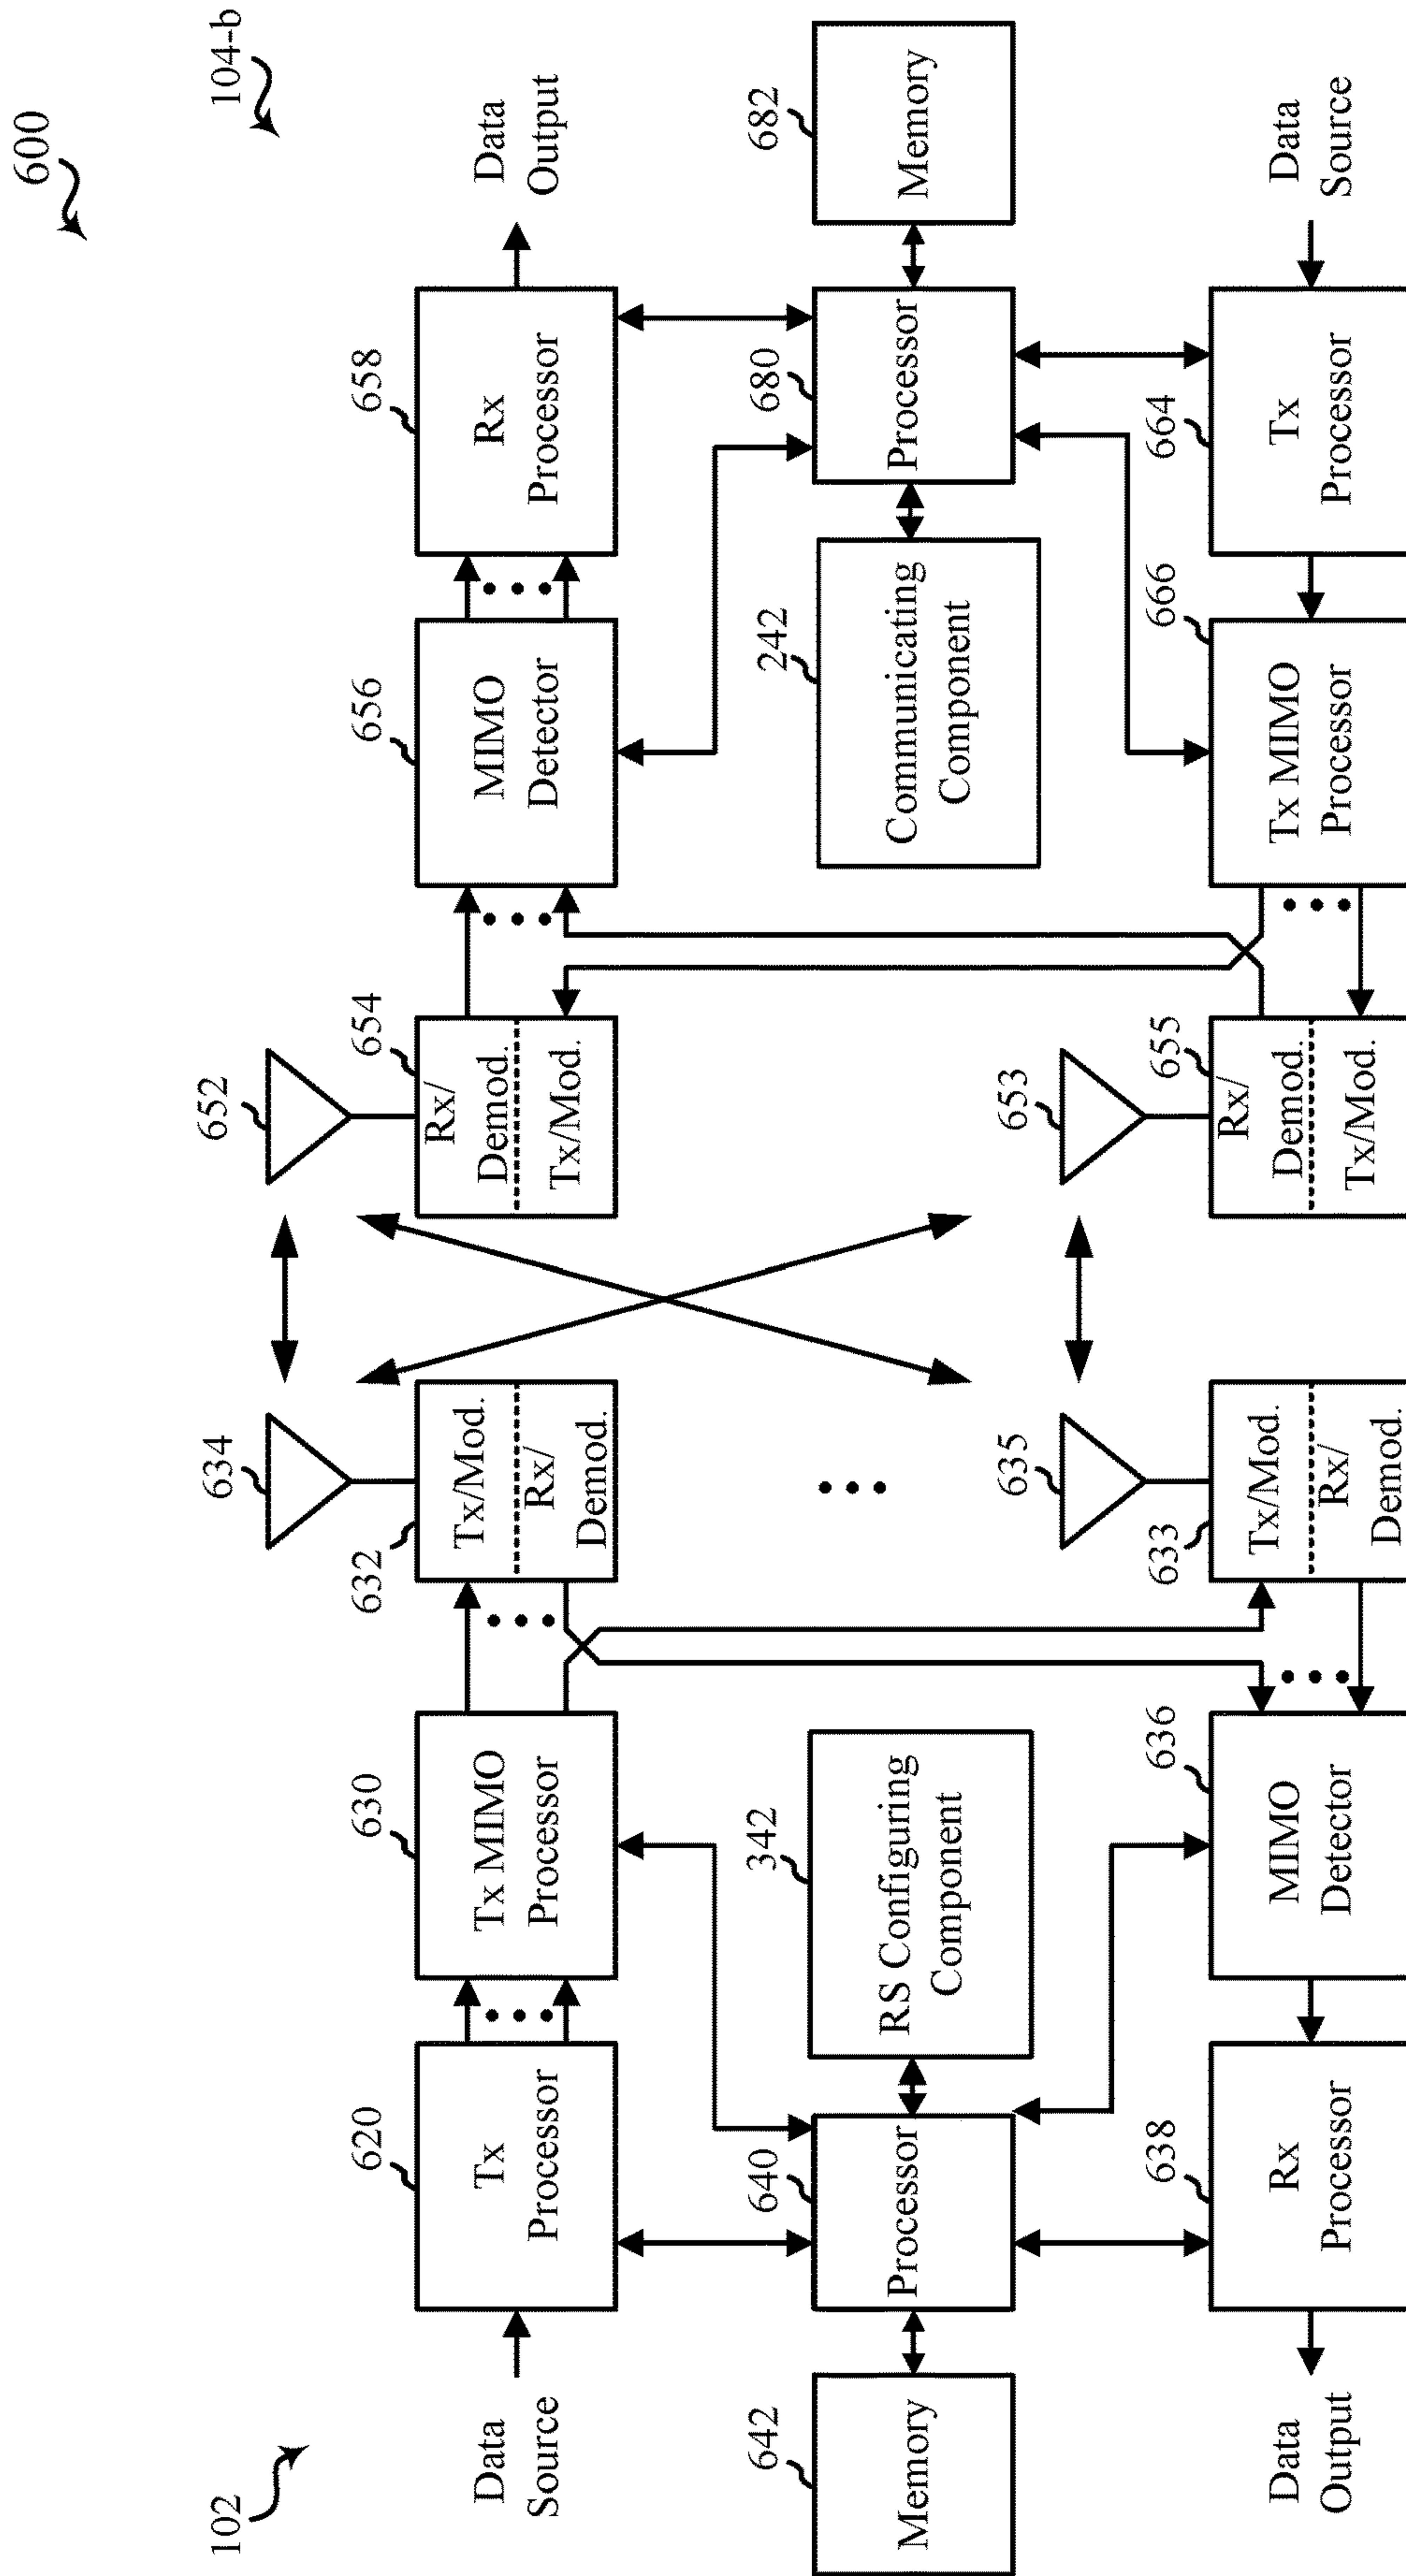 600
102
104-b
634
652
Data
Source
620
Tx
Processor
630
Tx MIMO
Processor
632
Tx/Mod.
Rx/
Demod.
654
Rx/
Demod.
Tx/Mod.
656
MIMO
Detector
658
Rx
Processor
Data
Output
642
Memory
640
Processor
342
RS Configuring
Component
242
Communicating
Component
680
Processor
682
Memory
635
653
Data
Output
638
Rx
Processor
636
MIMO
Detector
633
Tx/Mod.
Rx/
Demod.
655
Rx/
Demod.
Tx/Mod.
666
Tx MIMO
Processor
664
Tx
Processor
Data
Source